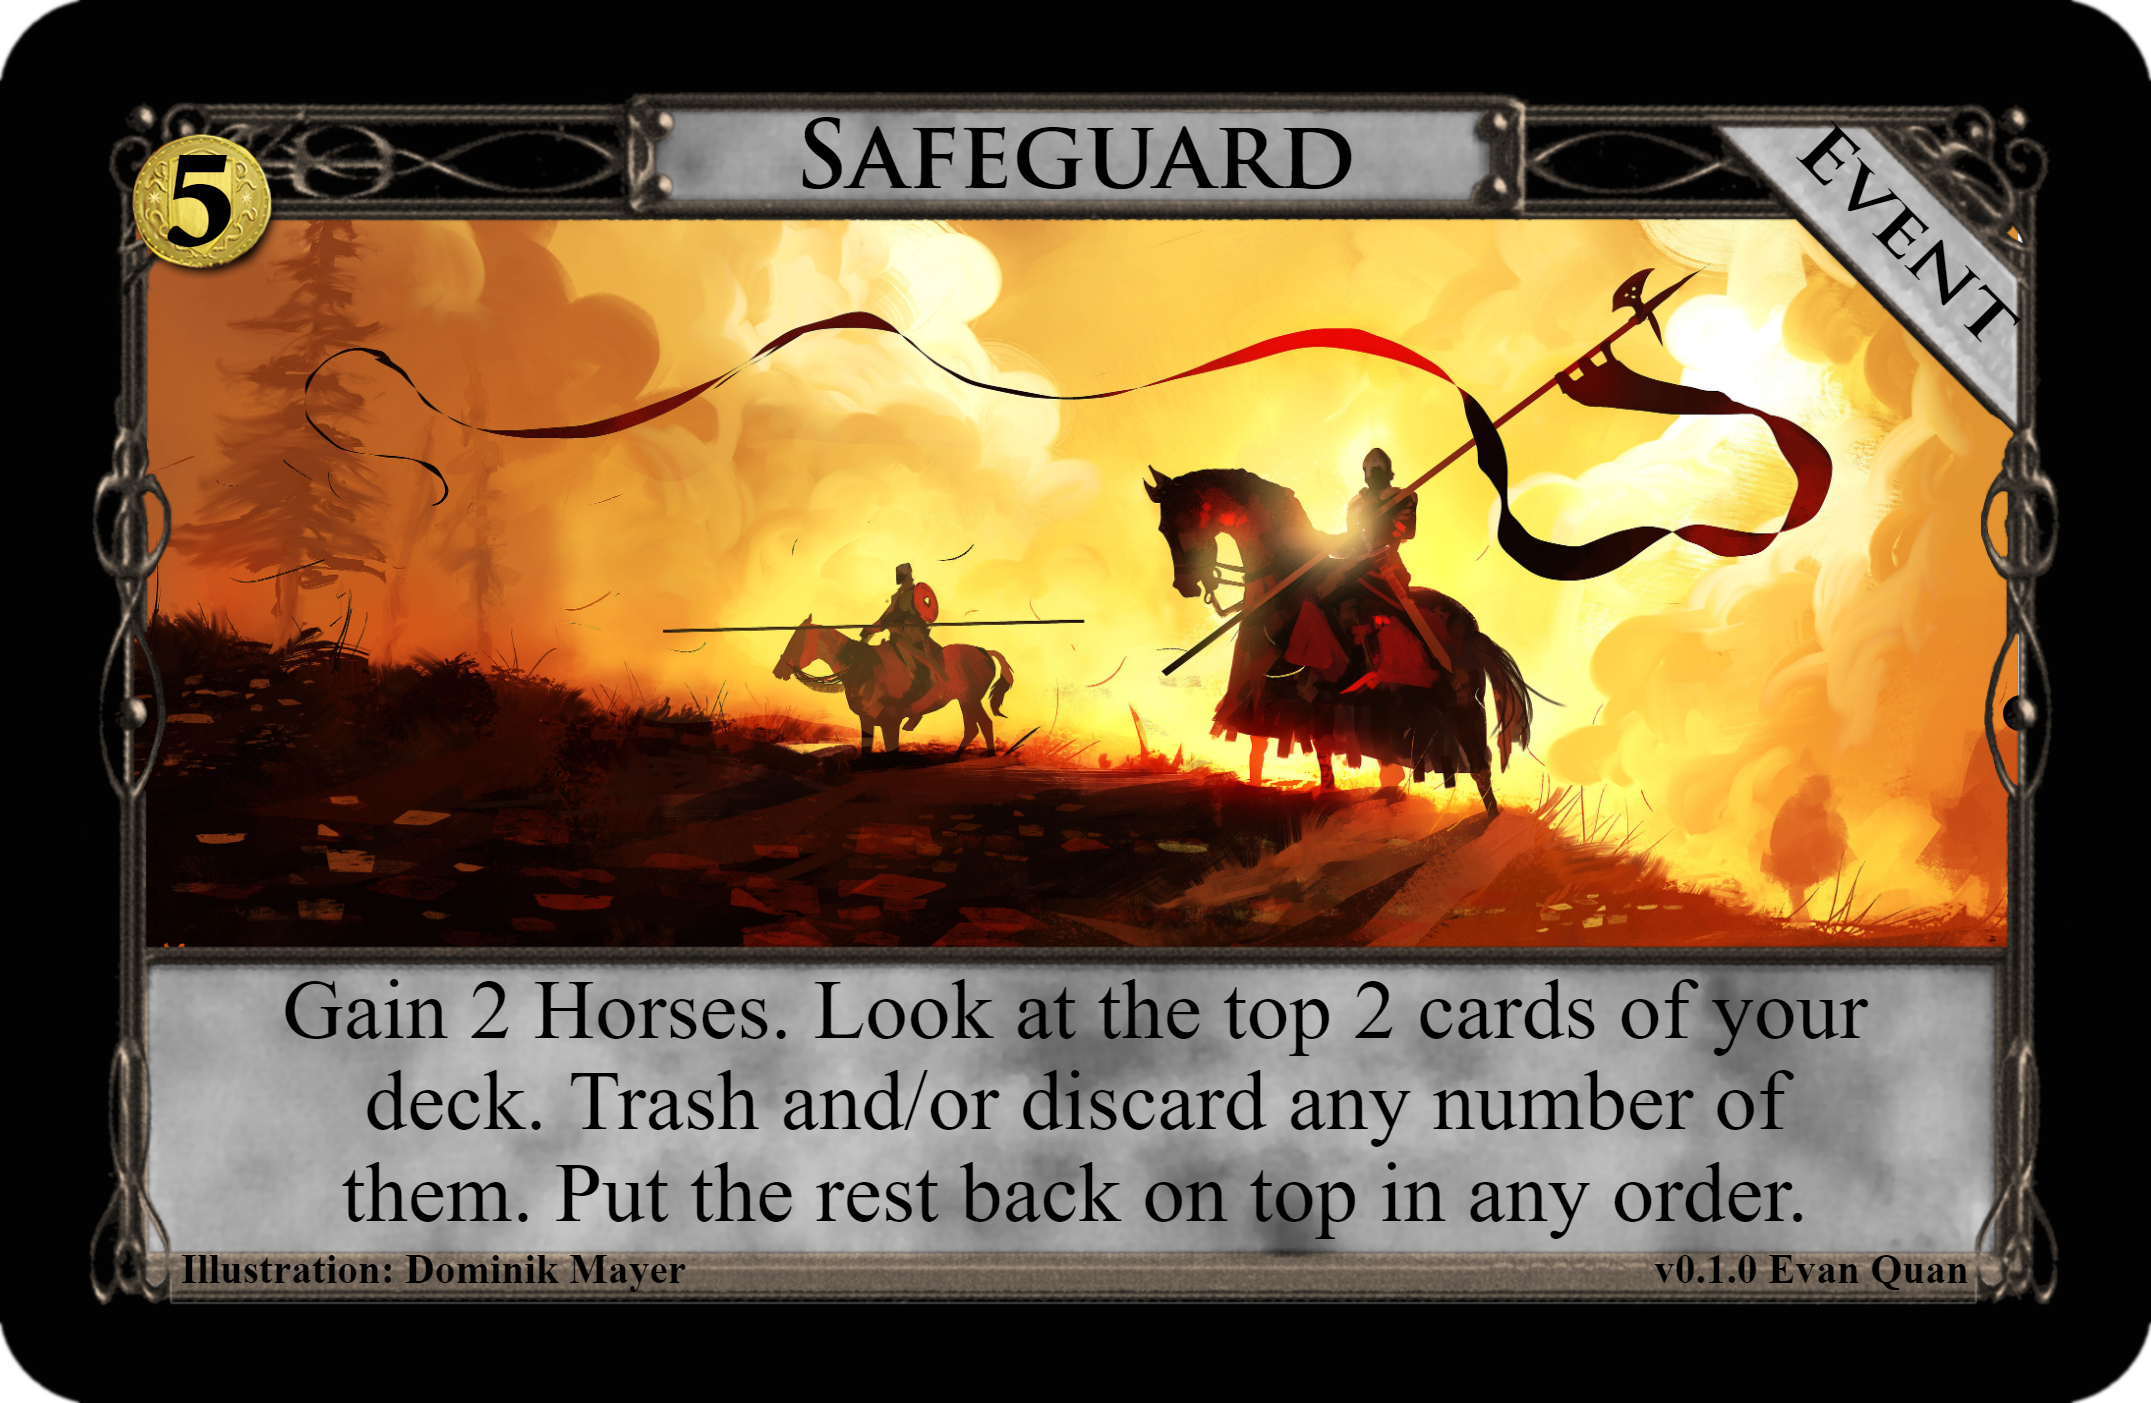 Safeguard
5
Event
Gain 2 Horses. Look at the top 2 cards of your
deck. Trash and/or discard any number of
them. Put the rest back on top in any order.
Illustration: Dominik Mayer
v0.1.0 Evan Quan